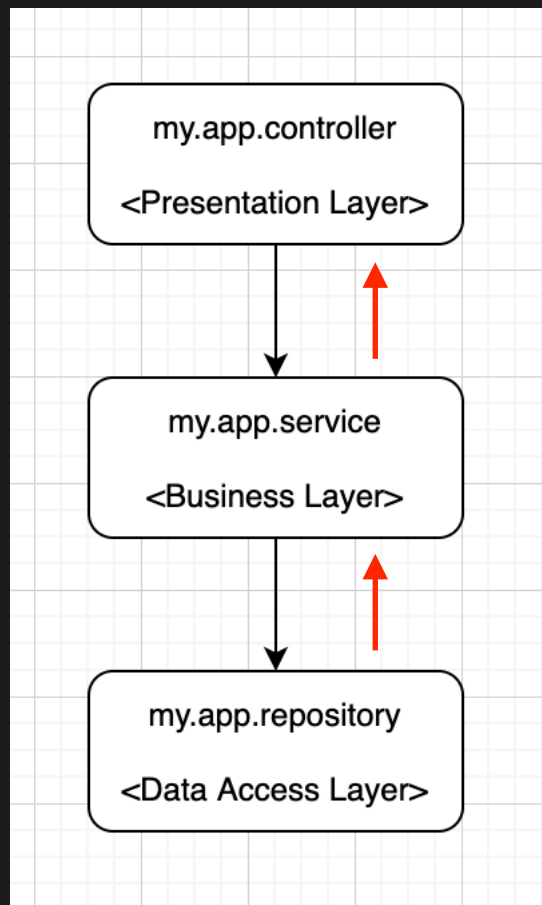 my.app.controller
<Presentation Layer>
my.app.service
<Business Layer>
my.app.repository
<Data Access Layer>